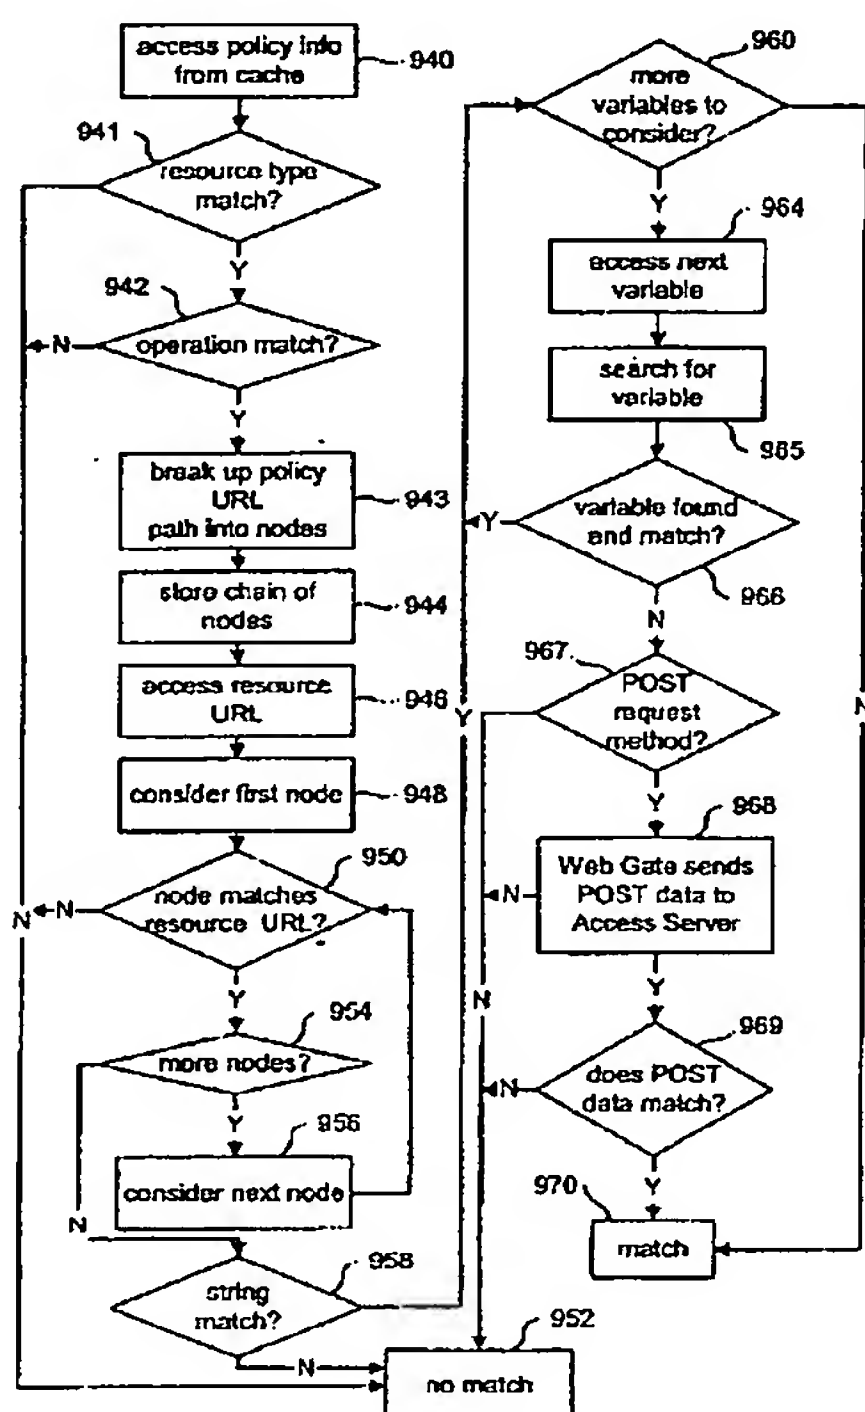 access policy info
from cache
940
941
resource type
match?
Y
942
operation match?
N
Y
break up policy
URL
path into nodes
943
store chain of
nodes
944
access resource
URL
946
consider first node
948
950
node matches
resource URL?
N
N
Y
954
more nodes?
Y
956
consider next node
N
958
string
match?
N
Y
960
more
variables to
consider?
Y
964
access next
variable
search for
variable
965
variable found
and match?
Y
966
N
967
POST
request
method?
N
Y
968
Web Gate sends
POST data to
Access Server
N
Y
N
969
does POST
data match?
N
Y
970
match
952
no match